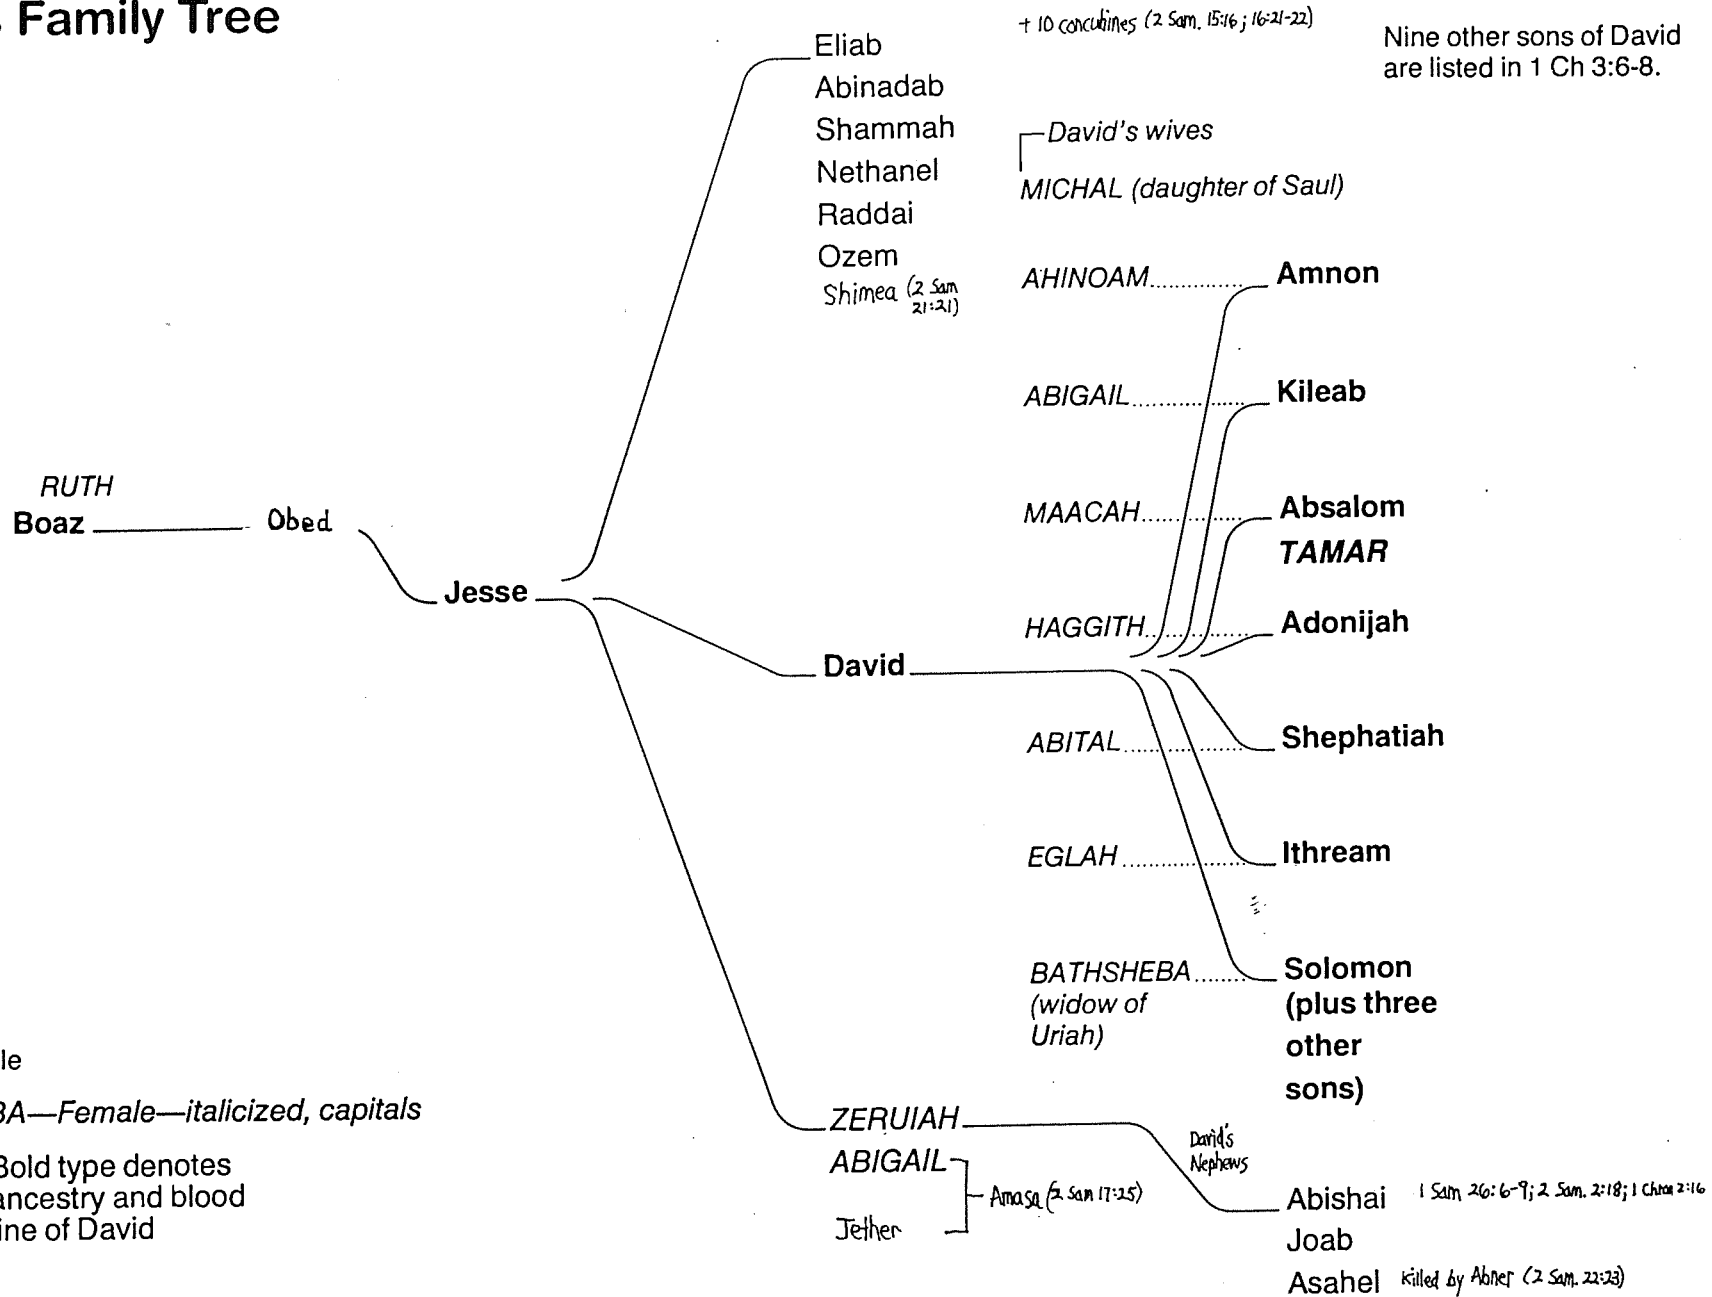 Family Tree
+ 10 concubines (2 Sam. 15:16; 16:21-22)
Nine other sons of David
are listed in 1 Ch 3:6-8.
Eliab
Abinadab
Shammah
Nethanel
Raddai
Ozem
Shimea (2 Sam
21:21)
David's wives
MICHAL (daughter of Saul)
AHINOAM Amnon
ABIGAIL Kileab
MAACAH Absalom
TAMAR
HAGGITH Adonijah
RUTH
Boaz Obed
Jesse
David
ABITAL Shephatiah
EGLAH Ithream
BATHSHEBA Solomon
(widow of
Uriah)
(plus three
other
sons)
le
BA—Female—italicized, capitals
Bold type denotes
ancestry and blood
line of David
ZERUIAH
ABIGAIL
Jether
Amasa (2 Sam 17:25)
David's
Nephews
Abishai 1 Sam 26:6-9; 2 Sam. 2:18; 1 Chron 2:16
Joab
Asahel killed by Abner (2 Sam. 22:23)